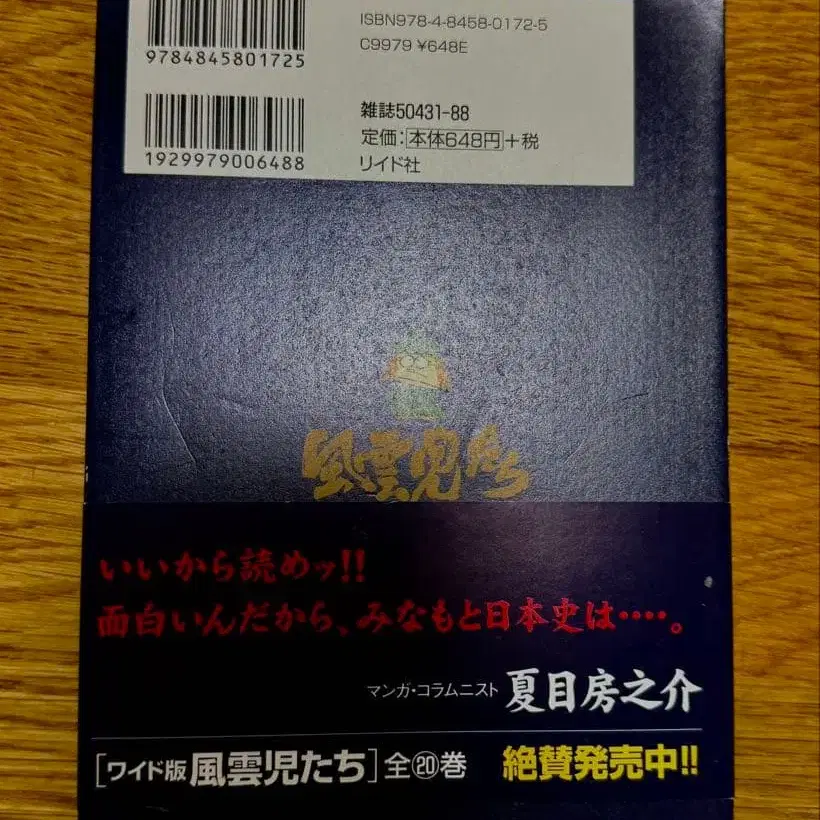 ISBN978-4-8458-0172-5
C9979 ¥648E
9784845801725
雑誌50431-88
定価:本体648円+税
1929979006488
リイド社
風雲児たち
いいから読めッ!!
面白いんだから、みなもと日本史は‥‥。
マンガ・コラムニスト 夏目房之介
[ワイド版 風雲児たち]全⑳巻 絶賛発売中!!